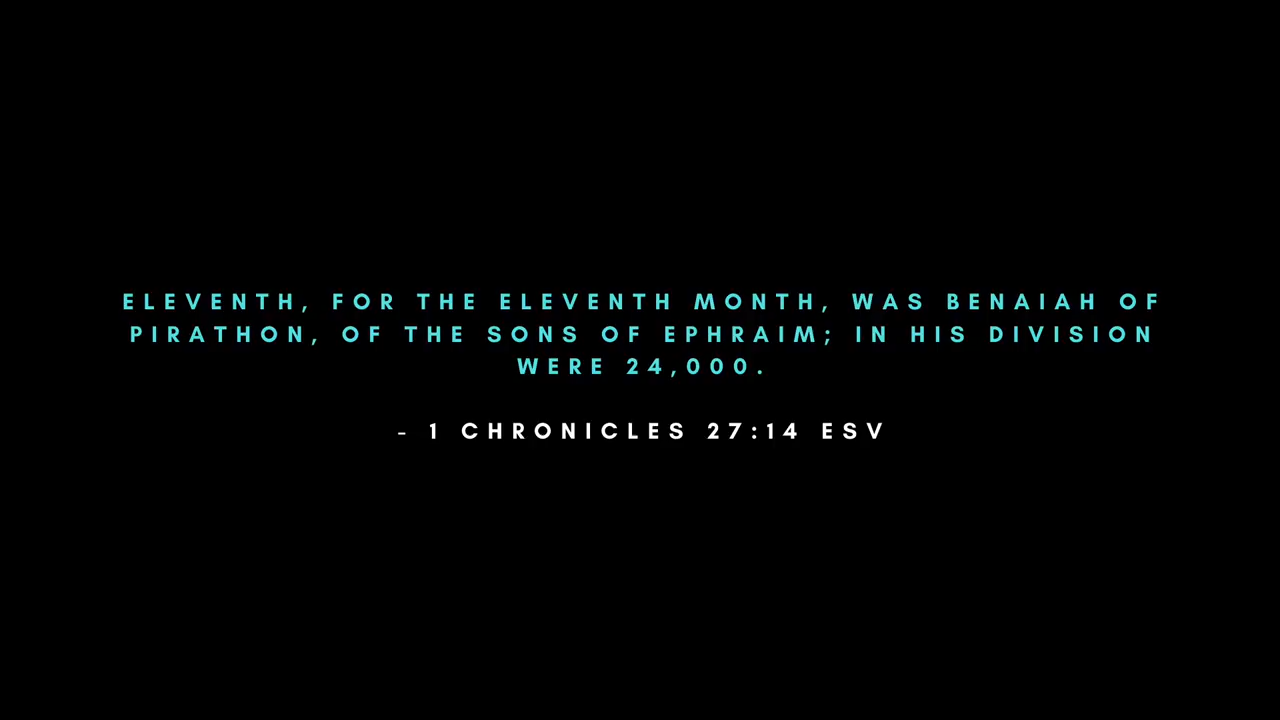 ELEVENTH, FOR THE ELEVENTH MONTH, WAS BENAIAH OF
PIRATHON, OF THE SONS OF EPHRAIM; IN HIS DIVISION
WERE 24,000.
- 1 CHRONICLES 27:14 ESV